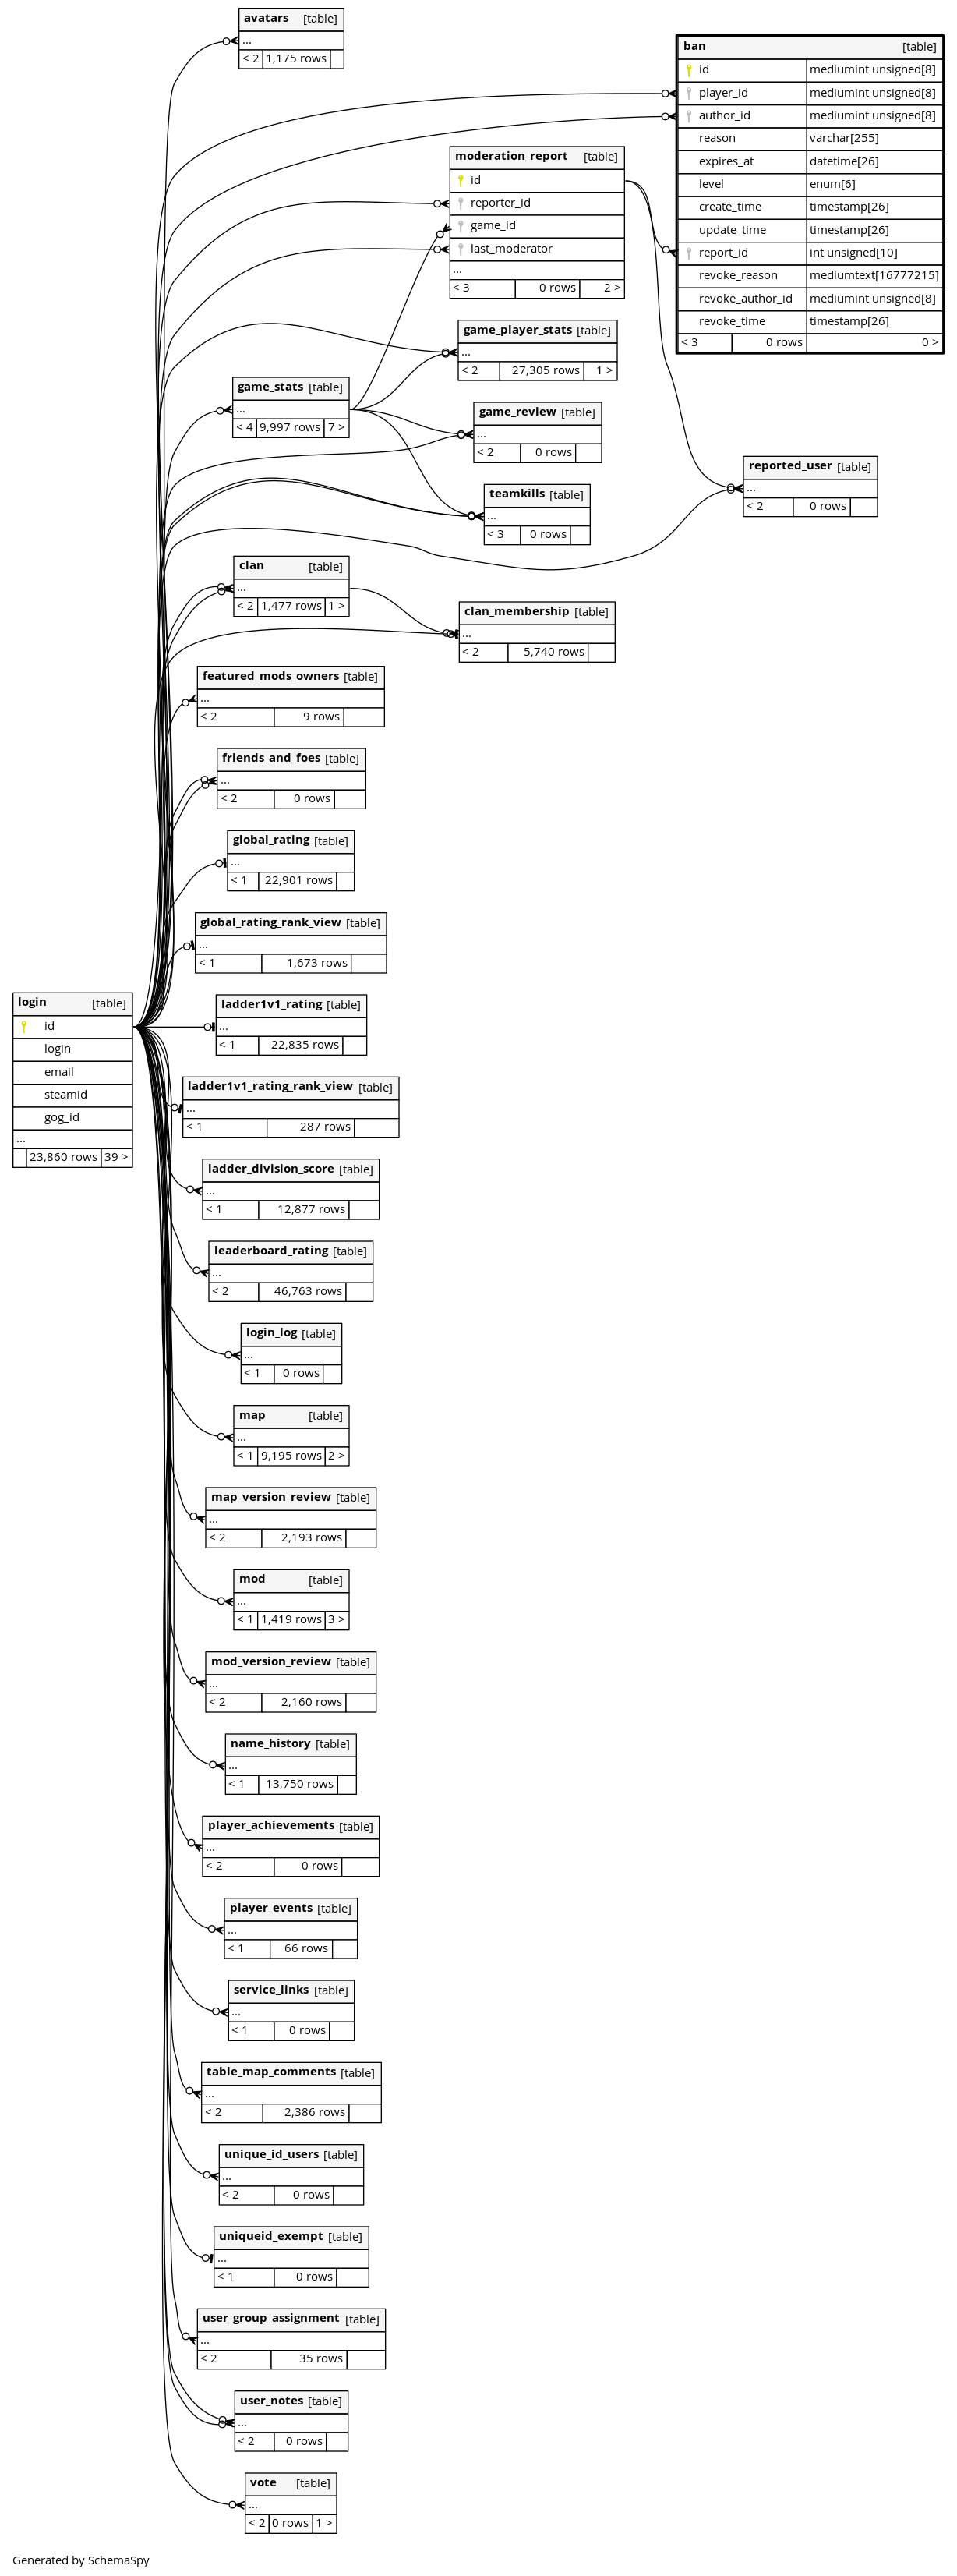 avatars [table]
...
< 2 1,175 rows
ban [table]
id mediumint unsigned[8]
player_id mediumint unsigned[8]
author_id mediumint unsigned[8]
reason varchar[255]
expires_at datetime[26]
level enum[6]
create_time timestamp[26]
update_time timestamp[26]
report_id int unsigned[10]
revoke_reason mediumtext[16777215]
revoke_author_id mediumint unsigned[8]
revoke_time timestamp[26]
< 3 0 rows 0 >
moderation_report [table]
id
reporter_id
game_id
last_moderator
...
< 3 0 rows 2 >
game_player_stats [table]
...
< 2 27,305 rows 1 >
game_stats [table]
...
< 4 9,997 rows 7 >
game_review [table]
...
< 2 0 rows
reported_user [table]
...
< 2 0 rows
teamkills [table]
...
< 3 0 rows
clan [table]
...
< 2 1,477 rows 1 >
clan_membership [table]
...
< 2 5,740 rows
featured_mods_owners [table]
...
< 2 9 rows
friends_and_foes [table]
...
< 2 0 rows
global_rating [table]
...
< 1 22,901 rows
global_rating_rank_view [table]
...
< 1 1,673 rows
login [table]
id
login
email
steamid
gog_id
...
23,860 rows 39 >
ladder1v1_rating [table]
...
< 1 22,835 rows
ladder1v1_rating_rank_view [table]
...
< 1 287 rows
ladder_division_score [table]
...
< 1 12,877 rows
leaderboard_rating [table]
...
< 2 46,763 rows
login_log [table]
...
< 1 0 rows
map [table]
...
< 1 9,195 rows 2 >
map_version_review [table]
...
< 2 2,193 rows
mod [table]
...
< 1 1,419 rows 3 >
mod_version_review [table]
...
< 2 2,160 rows
name_history [table]
...
< 1 13,750 rows
player_achievements [table]
...
< 2 0 rows
player_events [table]
...
< 1 66 rows
service_links [table]
...
< 1 0 rows
table_map_comments [table]
...
< 2 2,386 rows
unique_id_users [table]
...
< 2 0 rows
uniqueid_exempt [table]
...
< 1 0 rows
user_group_assignment [table]
...
< 2 35 rows
user_notes [table]
...
< 2 0 rows
vote [table]
...
< 2 0 rows 1 >
Generated by SchemaSpy